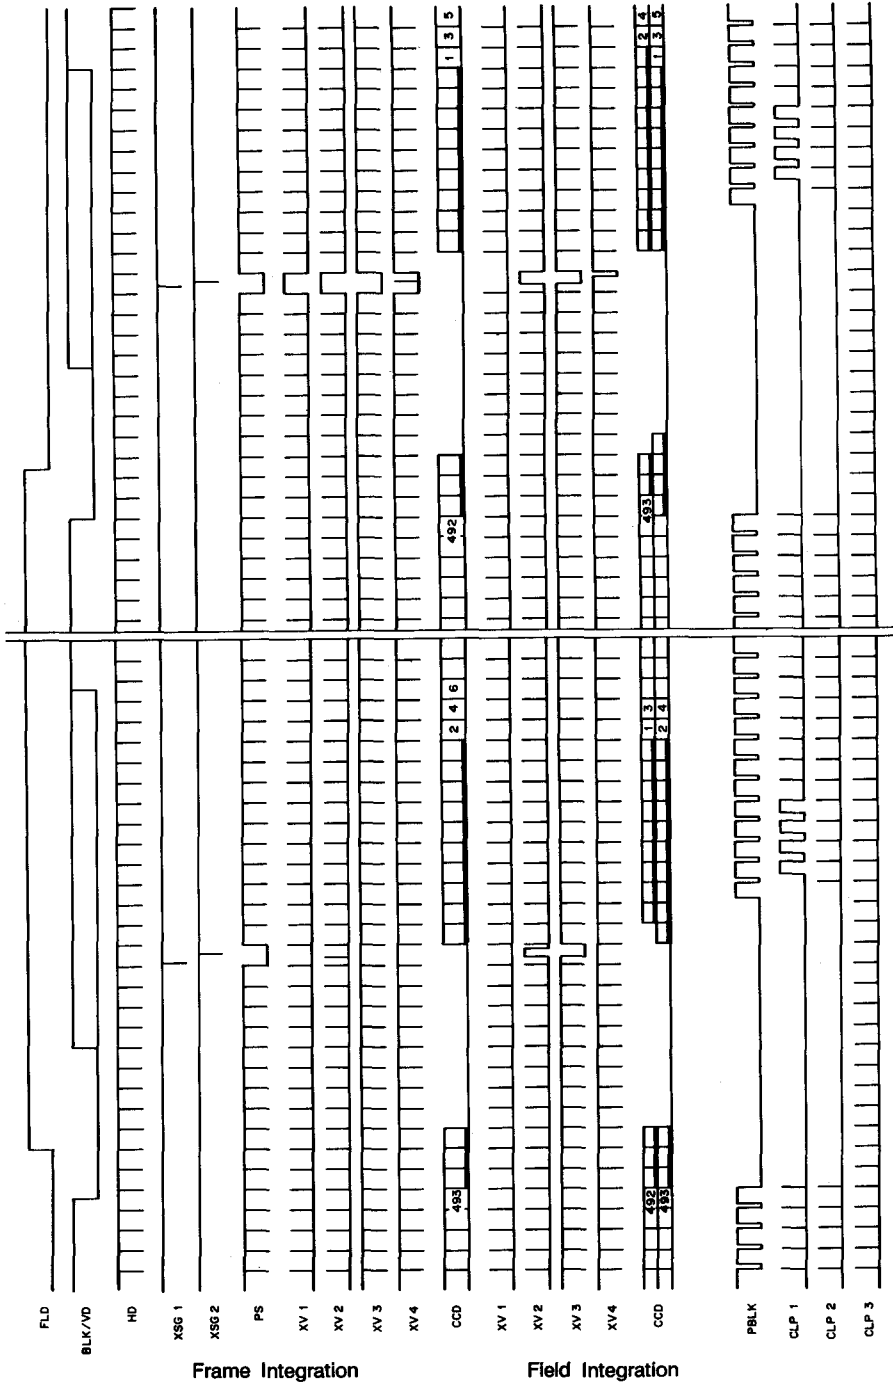 FLD
BLK/VD
HD
XSG 1
XSG 2
PS
XV 1
XV 2
XV 3
XV 4
CCD
493
2 4 6
492
1 3 5
XV 1
XV 2
XV 3
XV 4
CCD
492
493
1 3
2 4
493
2 4
1 3 5
PBLK
CLP 1
CLP 2
CLP 3
Frame Integration
Field Integration